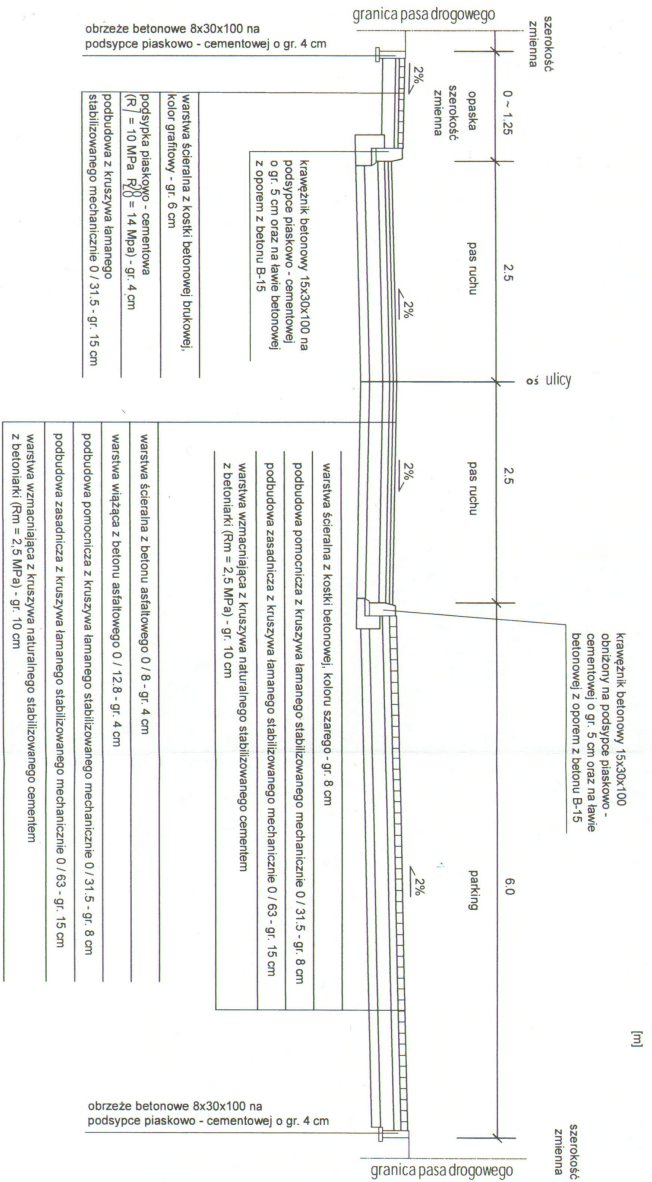 granica pasa drogowego
szerokość
zmienna
obrzeże betonowe 8x30x100 na
podsypce piaskowo - cementowej o gr. 4 cm
0 ~ 1.25
opaska
szerokość
zmienna
2%
warstwa ścieralna z kostki betonowej brukowej,
kolor grafitowy - gr. 6 cm
podsypka piaskowo - cementowa
= 10 MPa
= 14 Mpa) - gr. 4 cm
podbudowa z kruszywa łamanego
stabilizowanego mechanicznie 0 / 31.5 - gr. 15 cm
krawężnik betonowy 15x30x100 na
podsypce piaskowo - cementowej
o gr. 5 cm oraz na ławie betonowej
z oporem z betonu B-15
2.5
pas ruchu
2%
oś ulicy
2.5
pas ruchu
2%
krawężnik betonowy 15x30x100
obniżony na podsypce piaskowo -
cementowej o gr. 5 cm oraz na ławie
betonowej z oporem z betonu B-15
warstwa ścieralna z kostki betonowej, koloru szarego - gr. 8 cm
podbudowa pomocnicza z kruszywa łamanego stabilizowanego mechanicznie 0 / 31.5 - gr. 8 cm
podbudowa zasadnicza z kruszywa łamanego stabilizowanego mechanicznie 0 / 63 - gr. 15 cm
warstwa wzmacniająca z kruszywa naturalnego stabilizowanego cementem
z betoniarki (Rm = 2,5 MPa) - gr. 10 cm
warstwa ścieralna z betonu asfaltowego 0 / 8 - gr. 4 cm
warstwa wiążąca z betonu asfaltowego 0 / 12.8 - gr. 4 cm
podbudowa pomocnicza z kruszywa łamanego stabilizowanego mechanicznie 0 / 31.5 - gr. 8 cm
podbudowa zasadnicza z kruszywa łamanego stabilizowanego mechanicznie 0 / 63 - gr. 15 cm
warstwa wzmacniająca z kruszywa naturalnego stabilizowanego cementem
z betoniarki (Rm = 2,5 MPa) - gr. 10 cm
6.0
parking
2%
[m]
obrzeże betonowe 8x30x100 na
podsypce piaskowo - cementowej o gr. 4 cm
szerokość
zmienna
granica pasa drogowego